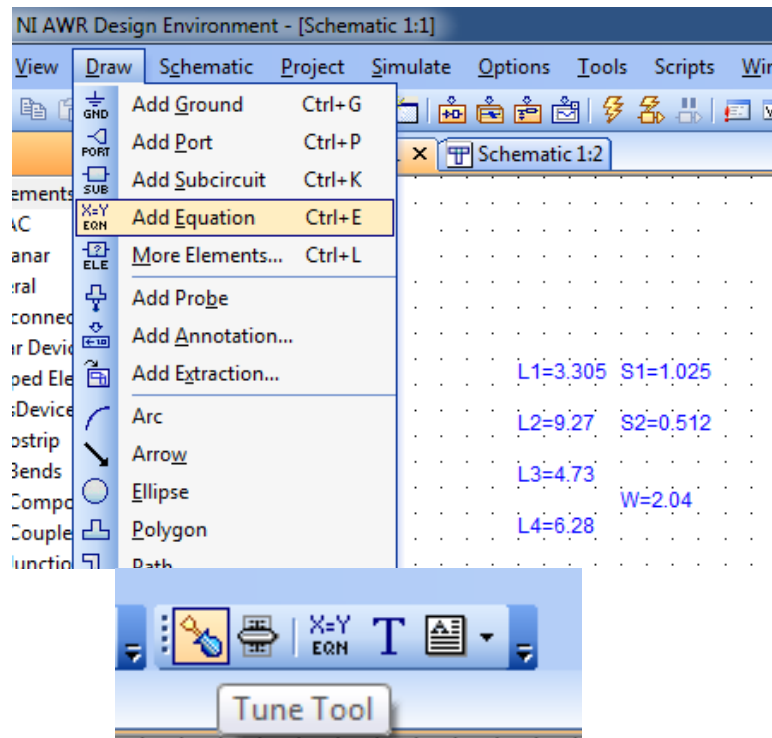 NI AWR Design Environment - [Schematic 1:1]
View Draw Schematic Project Simulate Options Tools Scripts Win
GND Add Ground Ctrl+G
PORT Add Port Ctrl+P
× Schematic 1:2
SUB Add Subcircuit Ctrl+K
ements
X=Y EQN Add Equation Ctrl+E
AC
ELE More Elements... Ctrl+L
anar
eral Add Probe
connec
ar Devic Add Annotation...
ped Ele Add Extraction...
L1=3.305 S1=1.025
sDevice Arc
L2=9.27 S2=0.512
ostrip Arrow
Bends
L3=4.73
Compo Ellipse
W=2.04
Couple Polygon
L4=6.28
unctio Path
X=Y
EQN
T
Tune Tool